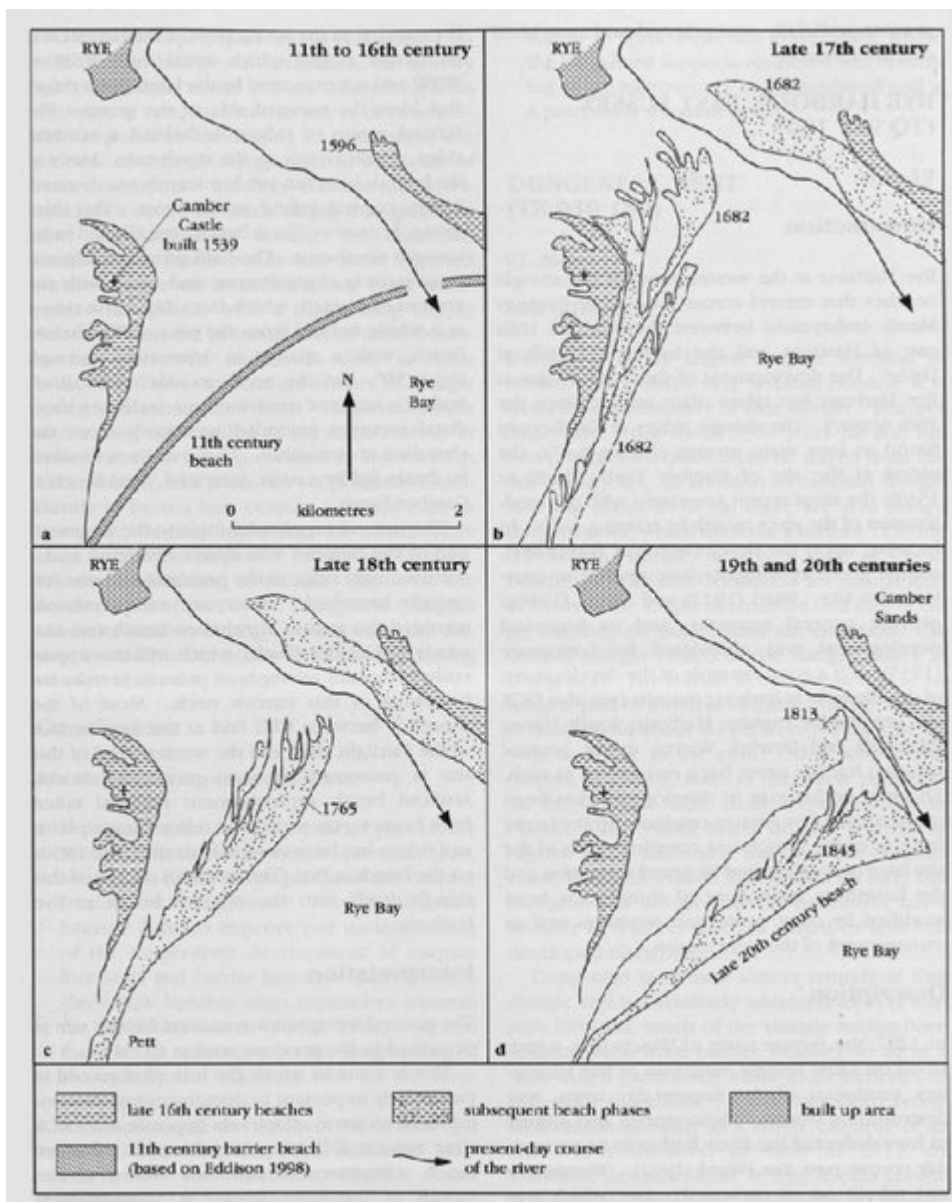 RYE
11th to 16th century
1596
Camber
Castle
built 1539
N
Rye
Bay
11th century
beach
0 kilometres 2
a
RYE
Late 17th century
1682
1682
Rye Bay
1682
b
RYE
Late 18th century
1765
Rye Bay
Pett
c
RYE
19th and 20th centuries
Camber
Sands
1815
1845
Late 20th century beach
Rye Bay
d
late 16th century beaches
subsequent beach phases
built up area
11th century barrier beach
(based on Eddison 1998)
present-day course
of the river